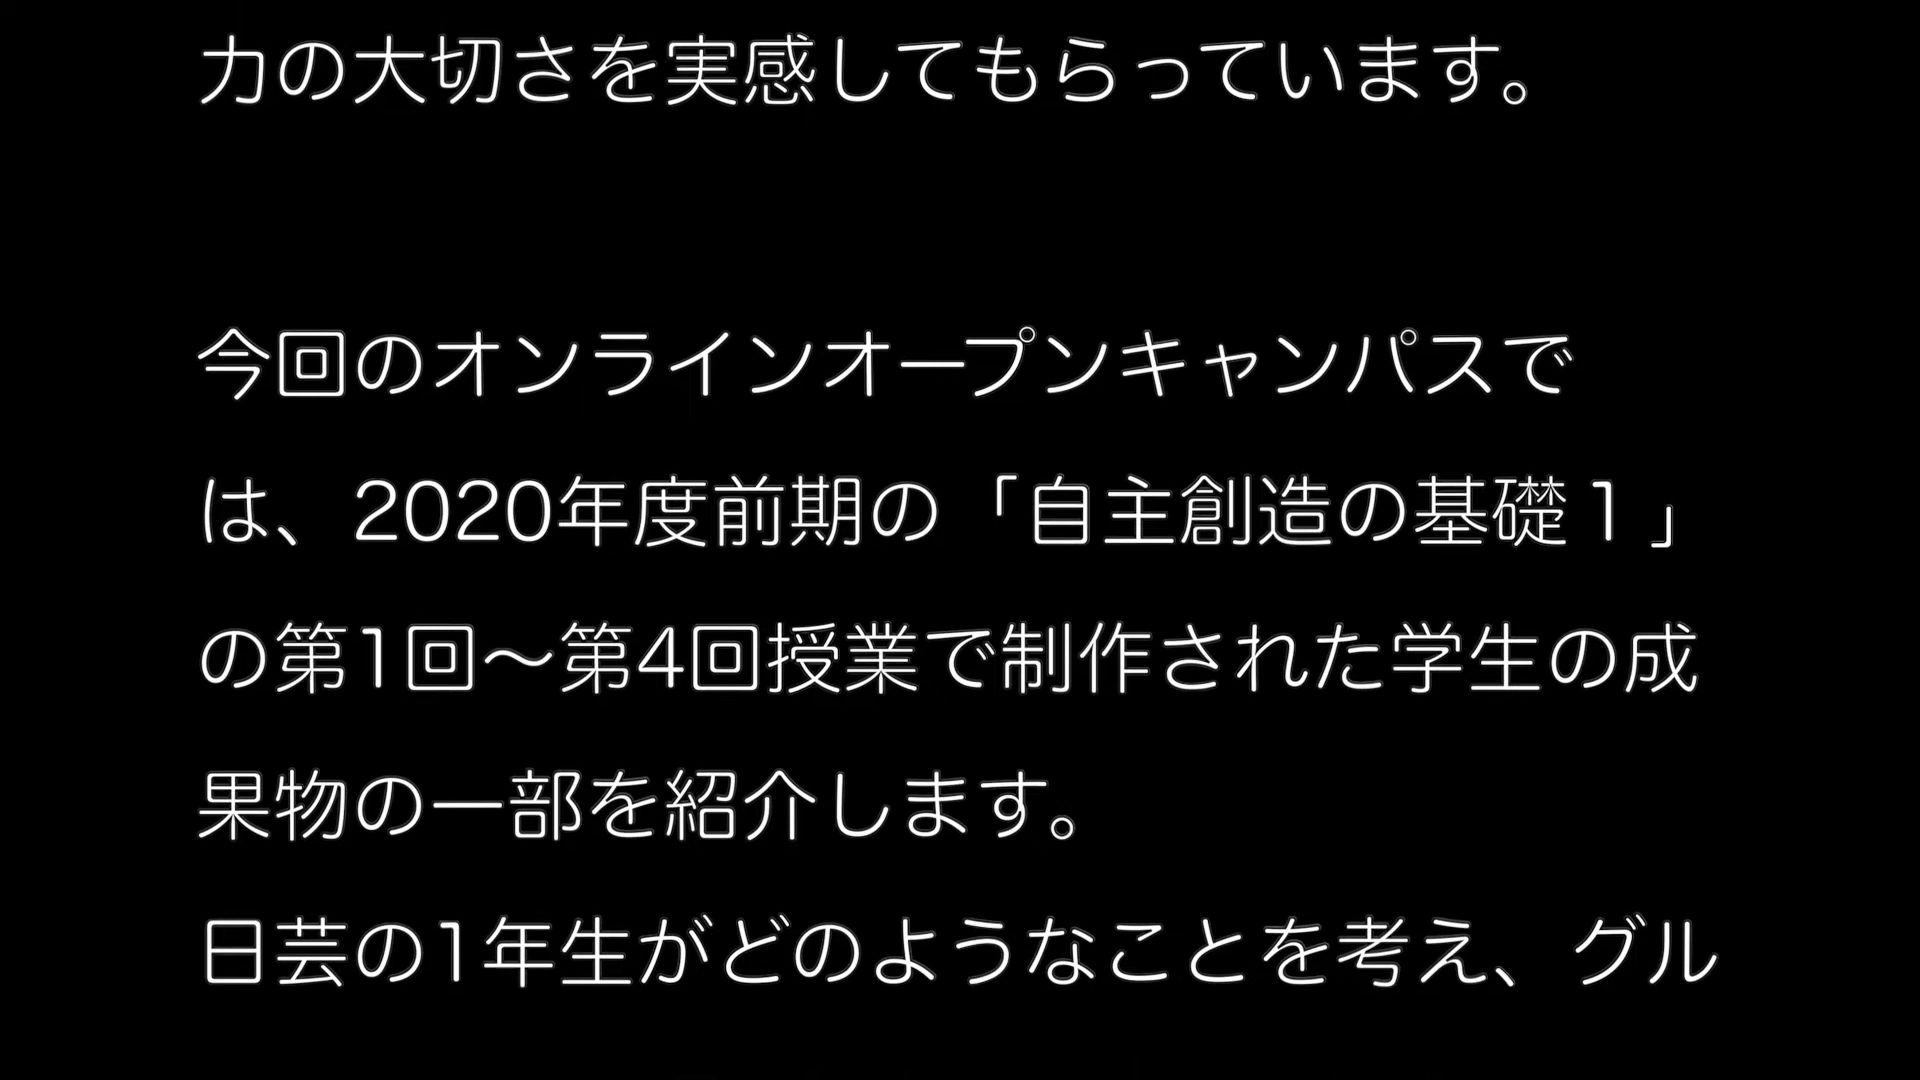 力の大切さを実感してもらっています。
今回のオンラインオープンキャンパスで
は、2020年度前期の「自主創造の基礎１」
の第1回〜第4回授業で制作された学生の成
果物の一部を紹介します。
日芸の1年生がどのようなことを考え、グル